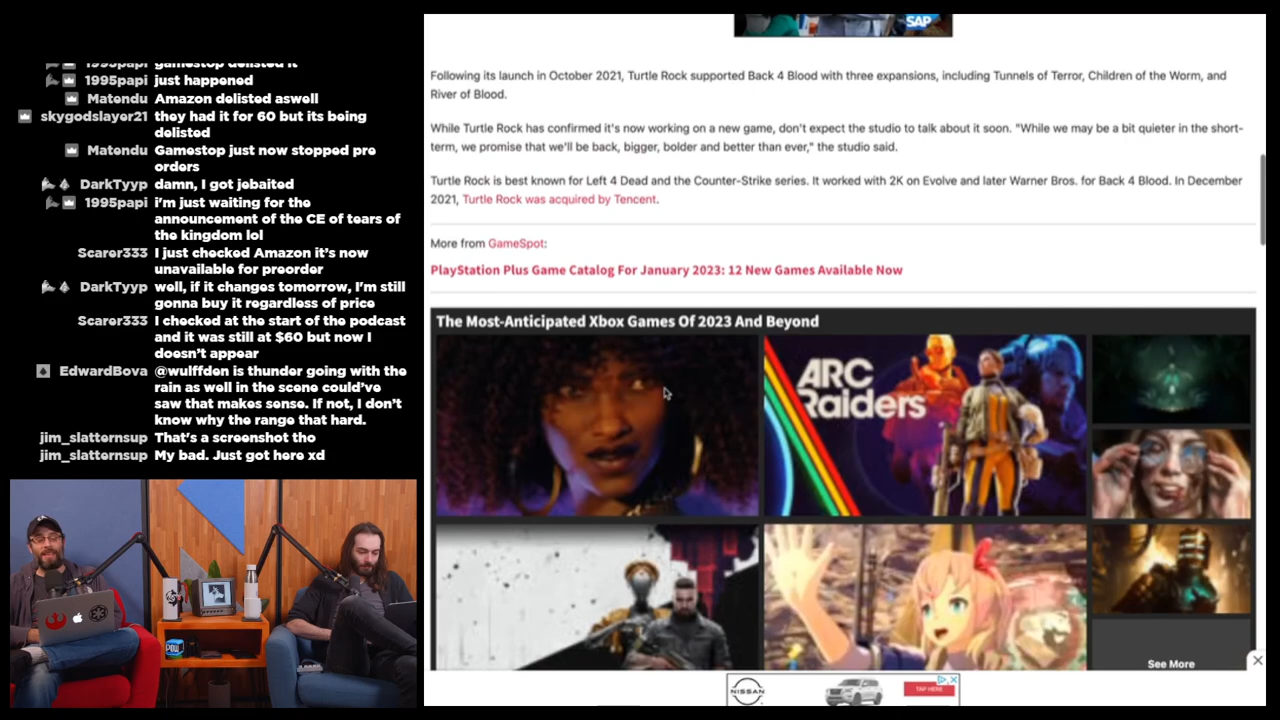 1995papi gamestop delisted it
1995papi just happened
Matendu Amazon delisted aswell
skygodslayer21 they had it for 60 but its being
delisted
Matendu Gamestop just now stopped pre
orders
DarkTyyp damn, I got jebaited
1995papi i'm just waiting for the
announcement of the CE of tears of
the kingdom lol
Scarer333 I just checked Amazon it's now
unavailable for preorder
DarkTyyp well, if it changes tomorrow, I'm still
gonna buy it regardless of price
Scarer333 I checked at the start of the podcast
and it was still at $60 but now I
doesn't appear
EdwardBova @wulffden is thunder going with the
rain as well in the scene could've
saw that makes sense. If not, I don't
know why the range that hard.
jim_slatternsup That's a screenshot tho
jim_slatternsup My bad. Just got here xd
POW
SAP
Following its launch in October 2021, Turtle Rock supported Back 4 Blood with three expansions, including Tunnels of Terror, Children of the Worm, and
River of Blood.
While Turtle Rock has confirmed it's now working on a new game, don't expect the studio to talk about it soon. "While we may be a bit quieter in the short-
term, we promise that we'll be back, bigger, bolder and better than ever," the studio said.
Turtle Rock is best known for Left 4 Dead and the Counter-Strike series. It worked with 2K on Evolve and later Warner Bros. for Back 4 Blood. In December
2021, Turtle Rock was acquired by Tencent.
More from GameSpot:
PlayStation Plus Game Catalog For January 2023: 12 New Games Available Now
The Most-Anticipated Xbox Games Of 2023 And Beyond
ARC
Raiders
See More
NISSAN
TAP HERE